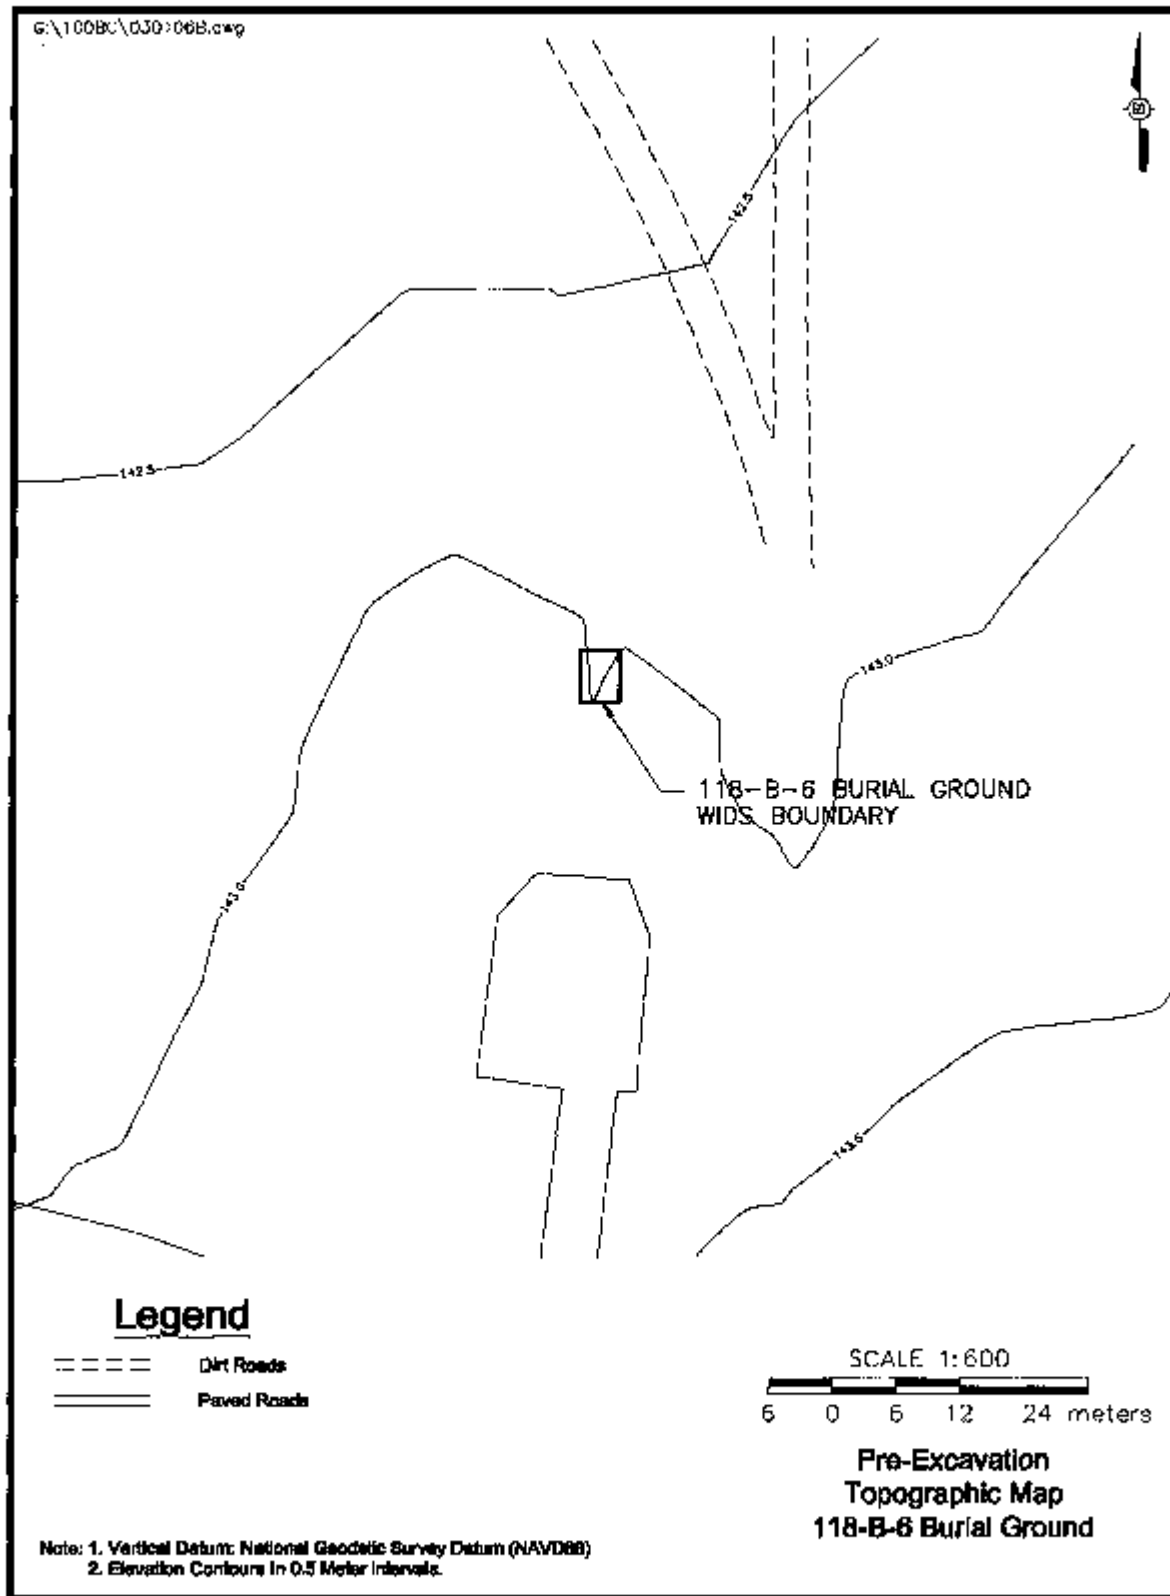 G:\100BC\030306B.dwg
142.5
142.5
143.0
118-B-6 BURIAL GROUND
WIDS BOUNDARY
143.0
143.5
Legend
Dirt Roads
Paved Roads
SCALE 1:600
6 0 6 12 24 meters
Pre-Excavation
Topographic Map
118-B-6 Burial Ground
Note: 1. Vertical Datum: National Geodetic Survey Datum (NAVD88)
2. Elevation Contours in 0.5 Meter Intervals.